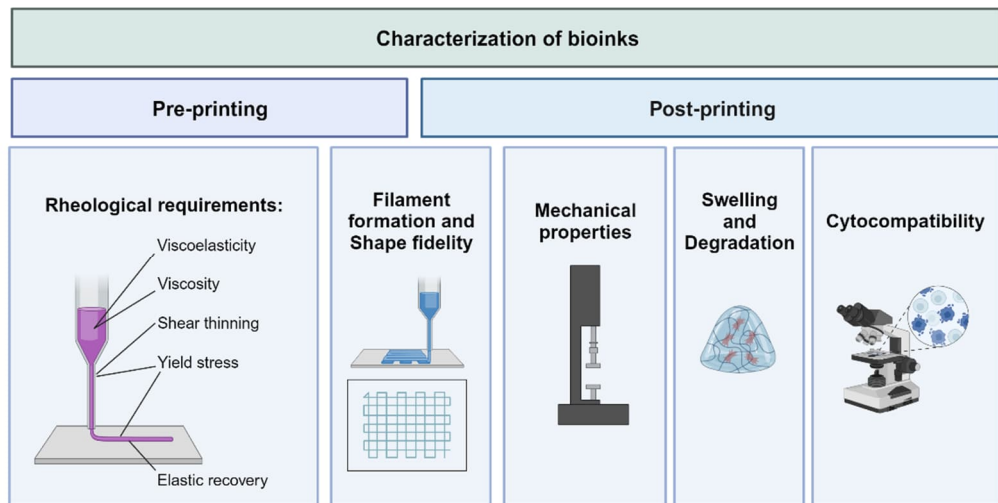 Characterization of bioinks
Pre-printing
Post-printing
Rheological requirements:
Viscoelasticity
Viscosity
Shear thinning
Yield stress
Elastic recovery
Filament
formation and
Shape fidelity
Mechanical
properties
Swelling
and
Degradation
Cytocompatibility